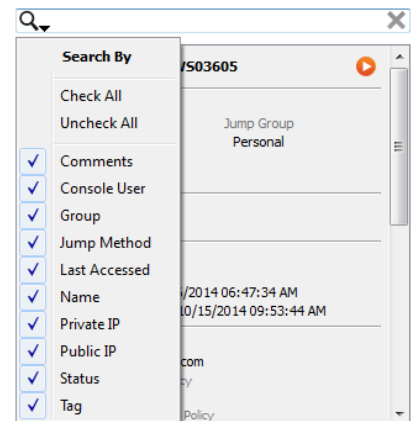 Search By
/S03605
Check All
Uncheck All
Jump Group
Personal
Comments
Console User
Group
Jump Method
Last Accessed
/2014 06:47:34 AM
Name
10/15/2014 09:53:44 AM
Private IP
Public IP
com
Status
Tag
Policy